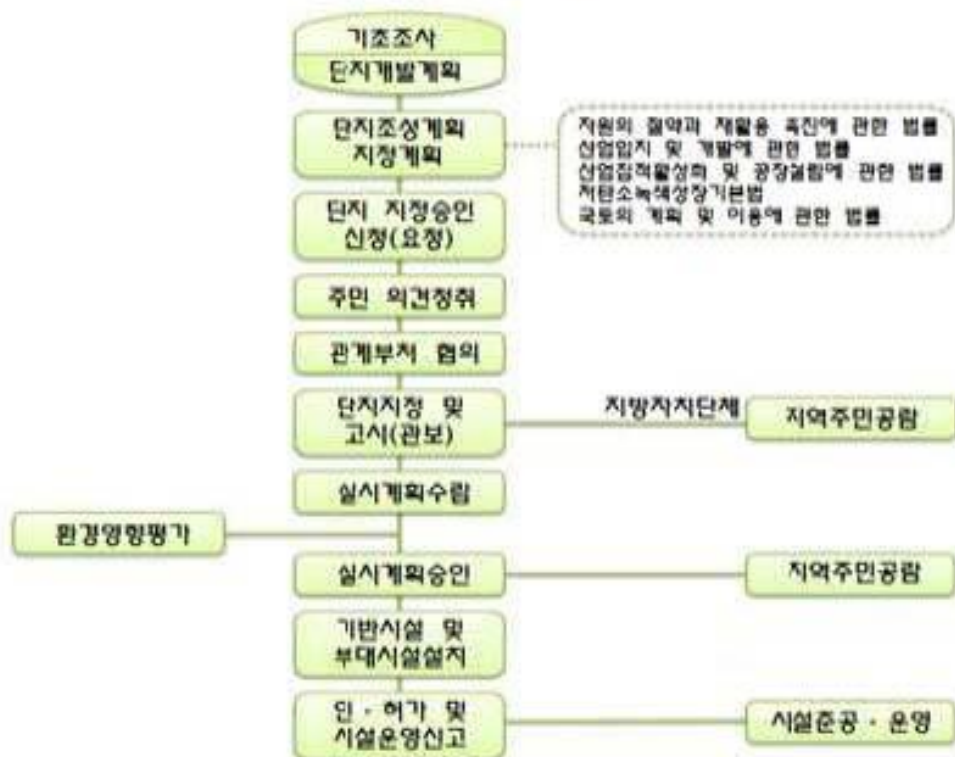 기초조사
단지개발계획
단지조성계획
지정계획
자원의 절약과 재활용 촉진에 관한 법률
산업입지 및 개발에 관한 법률
산업집적활성화 및 공장설립에 관한 법률
저탄소녹색성장기본법
국토의 계획 및 이용에 관한 법률
단지 지정승인
신청(요청)
주민 의견청취
관계부처 협의
단지지정 및
고시(관보)
지방자치단체
지역주민공람
실시계획수립
환경영향평가
실시계획승인
지역주민공람
기반시설 및
부대시설설치
인·허가 및
시설운영신고
시설준공·운영